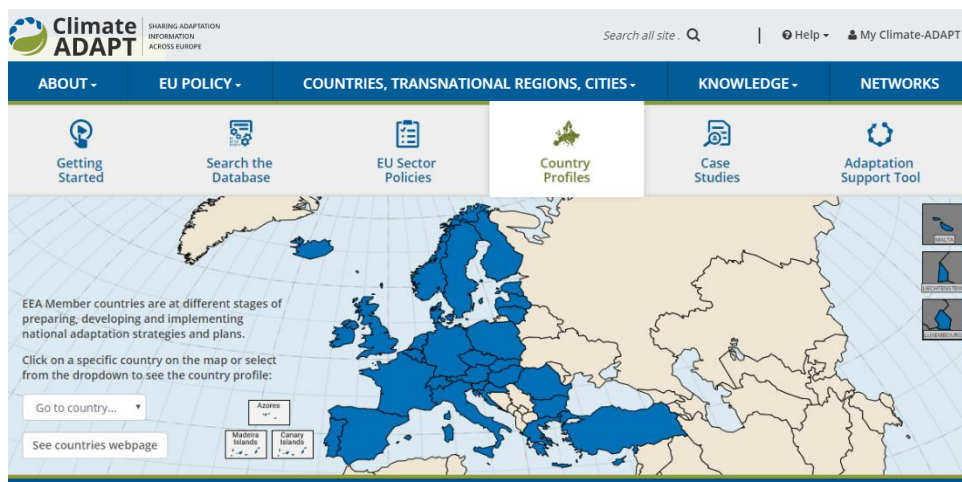 Climate
ADAPT
SHARING ADAPTATION
INFORMATION
ACROSS EUROPE
Search all site .
Help
My Climate-ADAPT
ABOUT
EU POLICY
COUNTRIES, TRANSNATIONAL REGIONS, CITIES
KNOWLEDGE
NETWORKS
Getting
Started
Search the
Database
EU Sector
Policies
Country
Profiles
Case
Studies
Adaptation
Support Tool
MALTA
LIECHTENSTEIN
LUXEMBOURG
EEA Member countries are at different stages of
preparing, developing and implementing
national adaptation strategies and plans.
Click on a specific country on the map or select
from the dropdown to see the country profile:
Go to country...
See countries webpage
Azores
Madeira
Islands
Canary
Islands